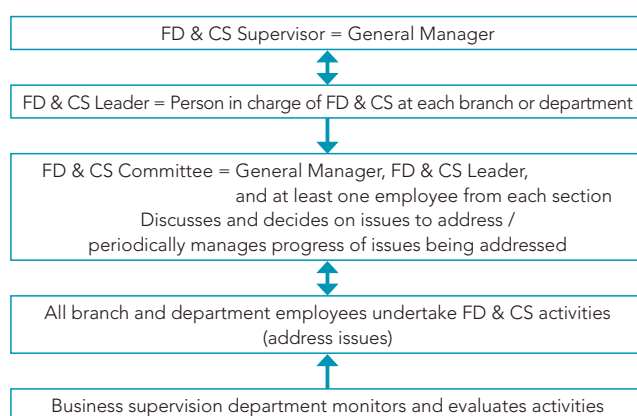 FD & CS Supervisor = General Manager
FD & CS Leader = Person in charge of FD & CS at each branch or department
FD & CS Committee = General Manager, FD & CS Leader,
and at least one employee from each section
Discusses and decides on issues to address /
periodically manages progress of issues being addressed
All branch and department employees undertake FD & CS activities
(address issues)
Business supervision department monitors and evaluates activities